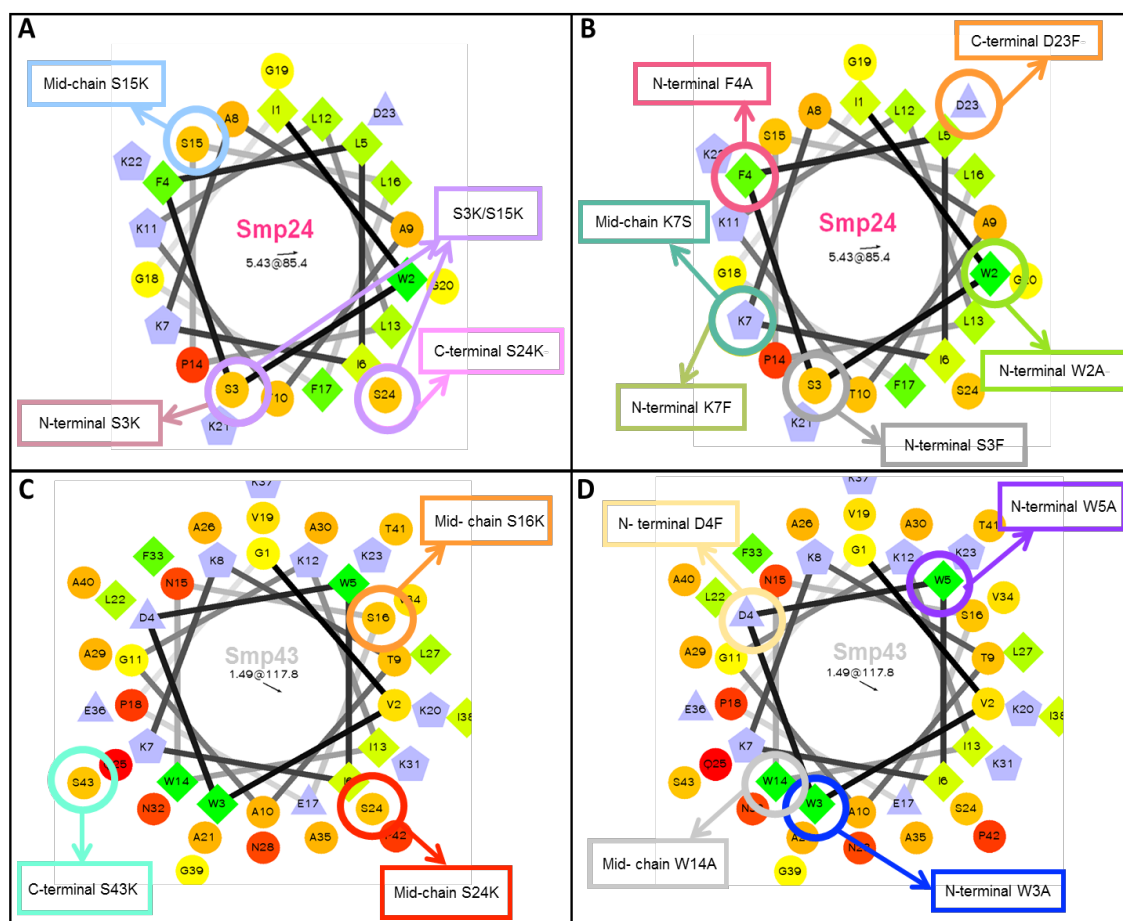 A
G19
I1
A8
L12
D23
Mid-chain S15K
S15
L5
K22
F4
L16
S3K/S15K
K11
Smp24
A9
5.43@85.4
G18
W2
G20
K7
L13
P14
I6
C-terminal S24K-
S3
T10
F17
S24
N-terminal S3K
K21
B
C-terminal D23F-
N-terminal F4A
G19
I1
A8
L12
D23
S15
L5
F4
L16
Mid-chain K7S
K11
Smp24
A9
5.43@85.4
G18
W2
K7
L13
P14
I6
N-terminal W2A-
S3
T10
F17
S24
N-terminal K7F
K21
N-terminal S3F
C
K37
Mid- chain S16K
V19
A26
A30
T41
G1
K8
K12
K23
F33
N15
W5
A40
L22
V34
D4
S16
A29
G11
Smp43
T9
L27
1.49@117.8
E36
P18
V2
K20
I38
K7
I13
K31
S43
W14
I6
N32
W3
A10
E17
S24
A21
N28
A35
P42
G39
C-terminal S43K
Mid-chain S24K
D
K37
N- terminal D4F
N-terminal W5A
V19
A26
A30
T41
G1
K8
K12
K23
F33
N15
W5
A40
L22
V34
D4
S16
A29
G11
Smp43
T9
L27
1.49@117.8
E36
P18
V2
K20
I38
K7
I13
K31
S43
Q25
W14
I6
W3
A10
E17
S24
A35
P42
Mid- chain W14A
G39
N-terminal W3A